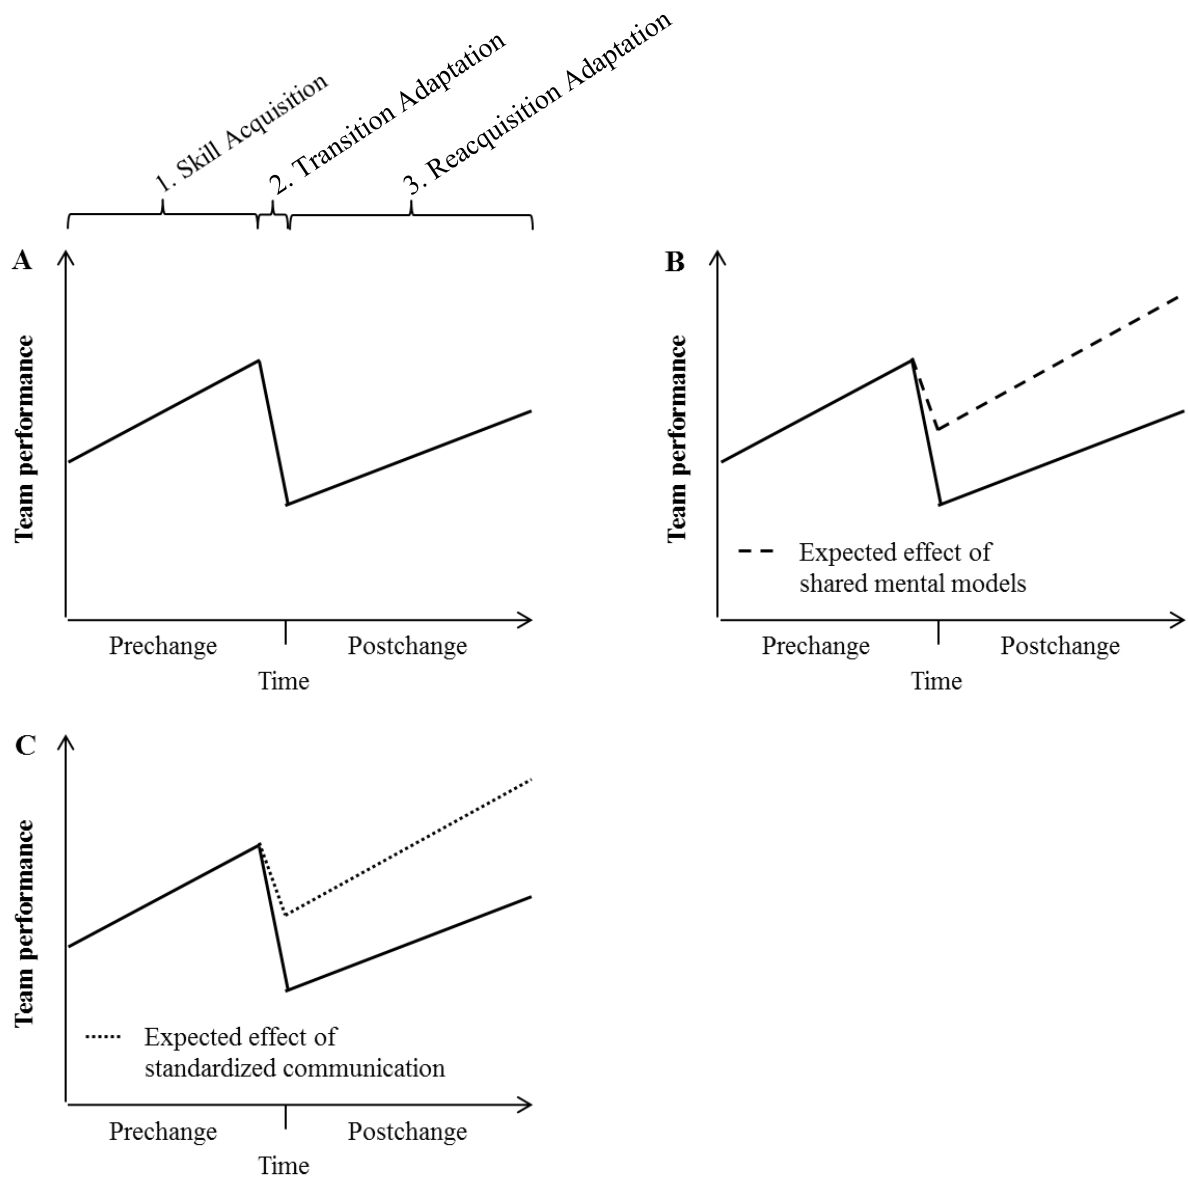 1. Skill Acquisition
2. Transition Adaptation
3. Reacquisition Adaptation
A
Team performance
Prechange
Postchange
Time
B
Team performance
Expected effect of
shared mental models
Prechange
Postchange
Time
C
Team performance
Expected effect of
standardized communication
Prechange
Postchange
Time